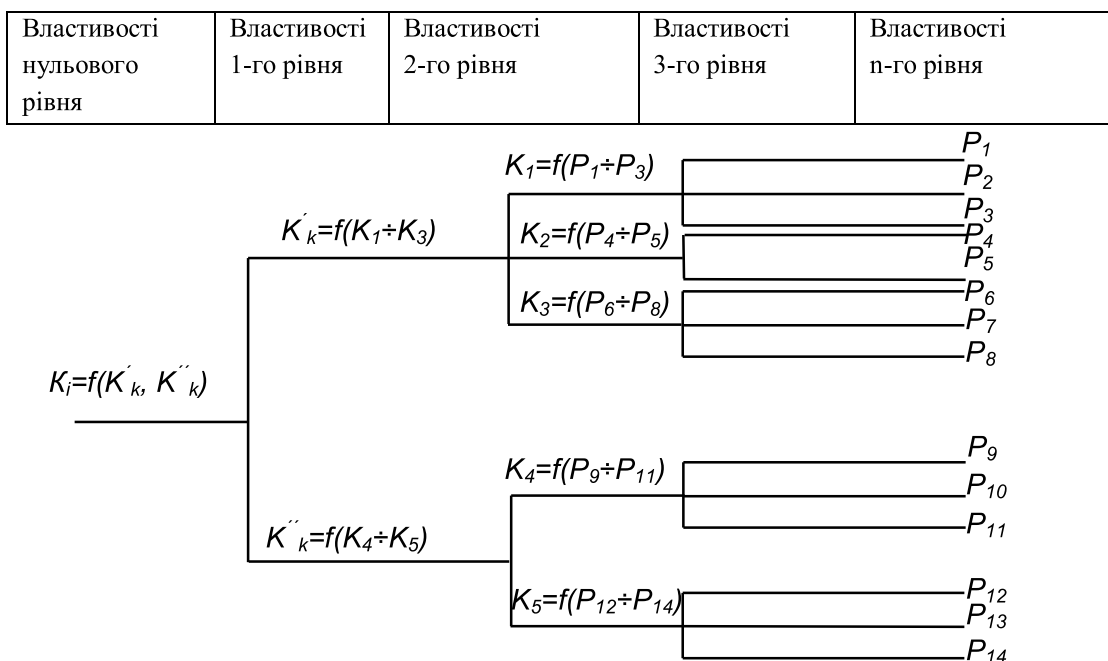 Властивості нульового рівня
Властивості 1-го рівня
Властивості 2-го рівня
Властивості 3-го рівня
Властивості n-го рівня
P₁
K₁=f(P₁÷P₃)
P₂
P₃
K´ₖ=f(K₁÷K₃)
K₂=f(P₄÷P₅)
P₄
P₅
K₃=f(P₆÷P₈)
P₆
P₇
P₈
Кᵢ=f(K´ₖ, K´´ₖ)
P₉
K₄=f(P₉÷P₁₁)
P₁₀
P₁₁
K´´ₖ=f(K₄÷K₅)
K₅=f(P₁₂÷P₁₄)
P₁₂
P₁₃
P₁₄